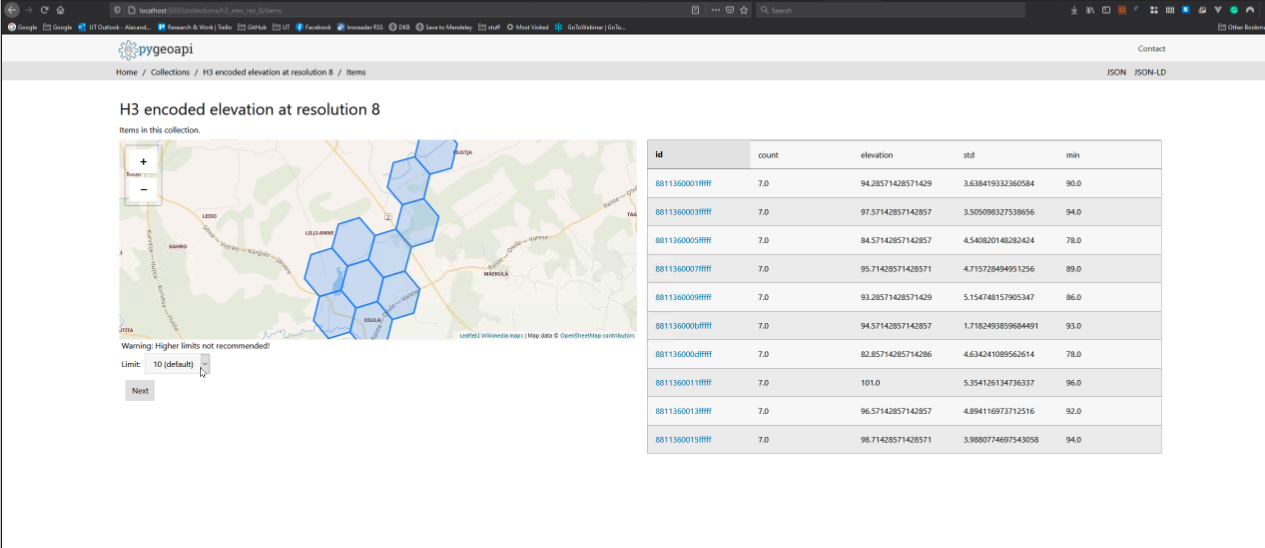 localhost:5000/collections/h3_elev_res_8/items
Search
Google Google UT Outlook - Alexand... Research & Work | Trello GitHub UT Facebook Inoreader RSS DKB Save to Mendeley stuff Most Visited GoToWebinar | GoTo...
Other Bookm
pygeoapi
Contact
Home / Collections / H3 encoded elevation at resolution 8 / Items
JSON JSON-LD
H3 encoded elevation at resolution 8
Items in this collection.
+
−
MUSTJA
LEISO
2
LILLI-ANNE
NAHRO
Rante — Osula — Varese
TAG
MÄEKÜLA
OSULA
Leaflet | Wikimedia maps | Map data © OpenStreetMap contributors
Warning: Higher limits not recommended!
Limit: 10 (default)
Next
id count elevation std min
8811360001fffff 7.0 94.28571428571429 3.638419332360584 90.0
8811360003fffff 7.0 97.57142857142857 3.505098327538656 94.0
8811360005fffff 7.0 84.57142857142857 4.540820148282424 78.0
8811360007fffff 7.0 95.71428571428571 4.715728494951256 89.0
8811360009fffff 7.0 93.28571428571429 5.154748157905347 86.0
881136000bfffff 7.0 94.57142857142857 1.7182493859684491 93.0
881136000dfffff 7.0 82.85714285714286 4.634241089562614 78.0
8811360011fffff 7.0 101.0 5.354126134736337 96.0
8811360013fffff 7.0 96.57142857142857 4.894116973712516 92.0
8811360015fffff 7.0 98.71428571428571 3.9880774697543058 94.0